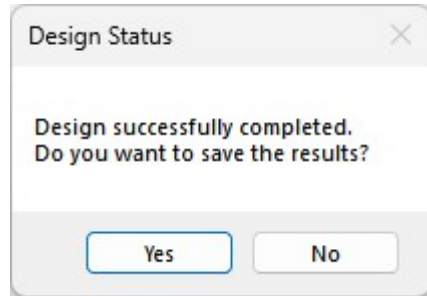 Design Status
Design successfully completed.
Do you want to save the results?
Yes
No